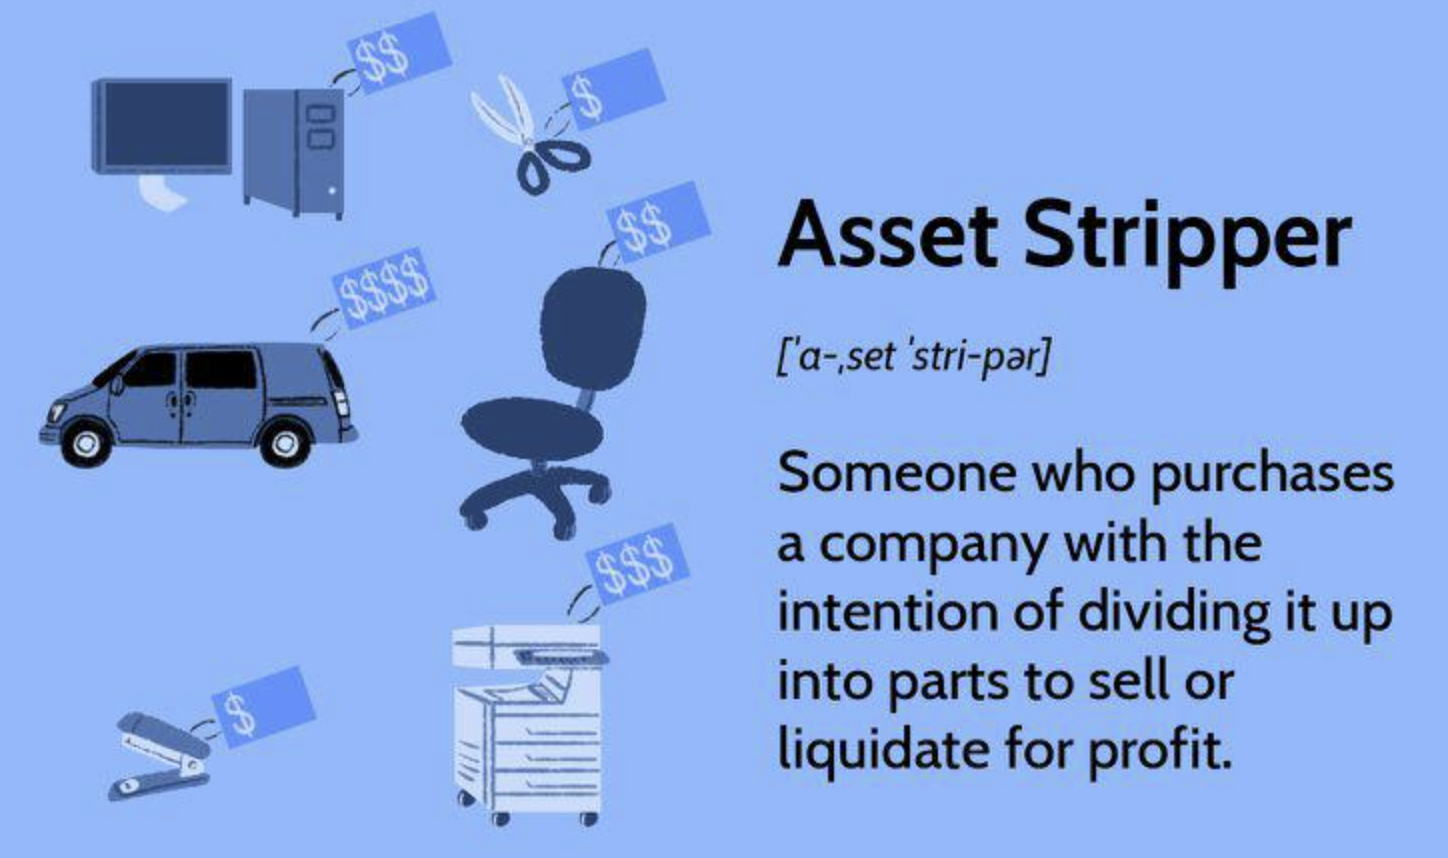 $$
$
$$
$$$$
$$$
$
Asset Stripper
[ˈɑ-ˌset ˈstri-pər]
Someone who purchases
a company with the
intention of dividing it up
into parts to sell or
liquidate for profit.